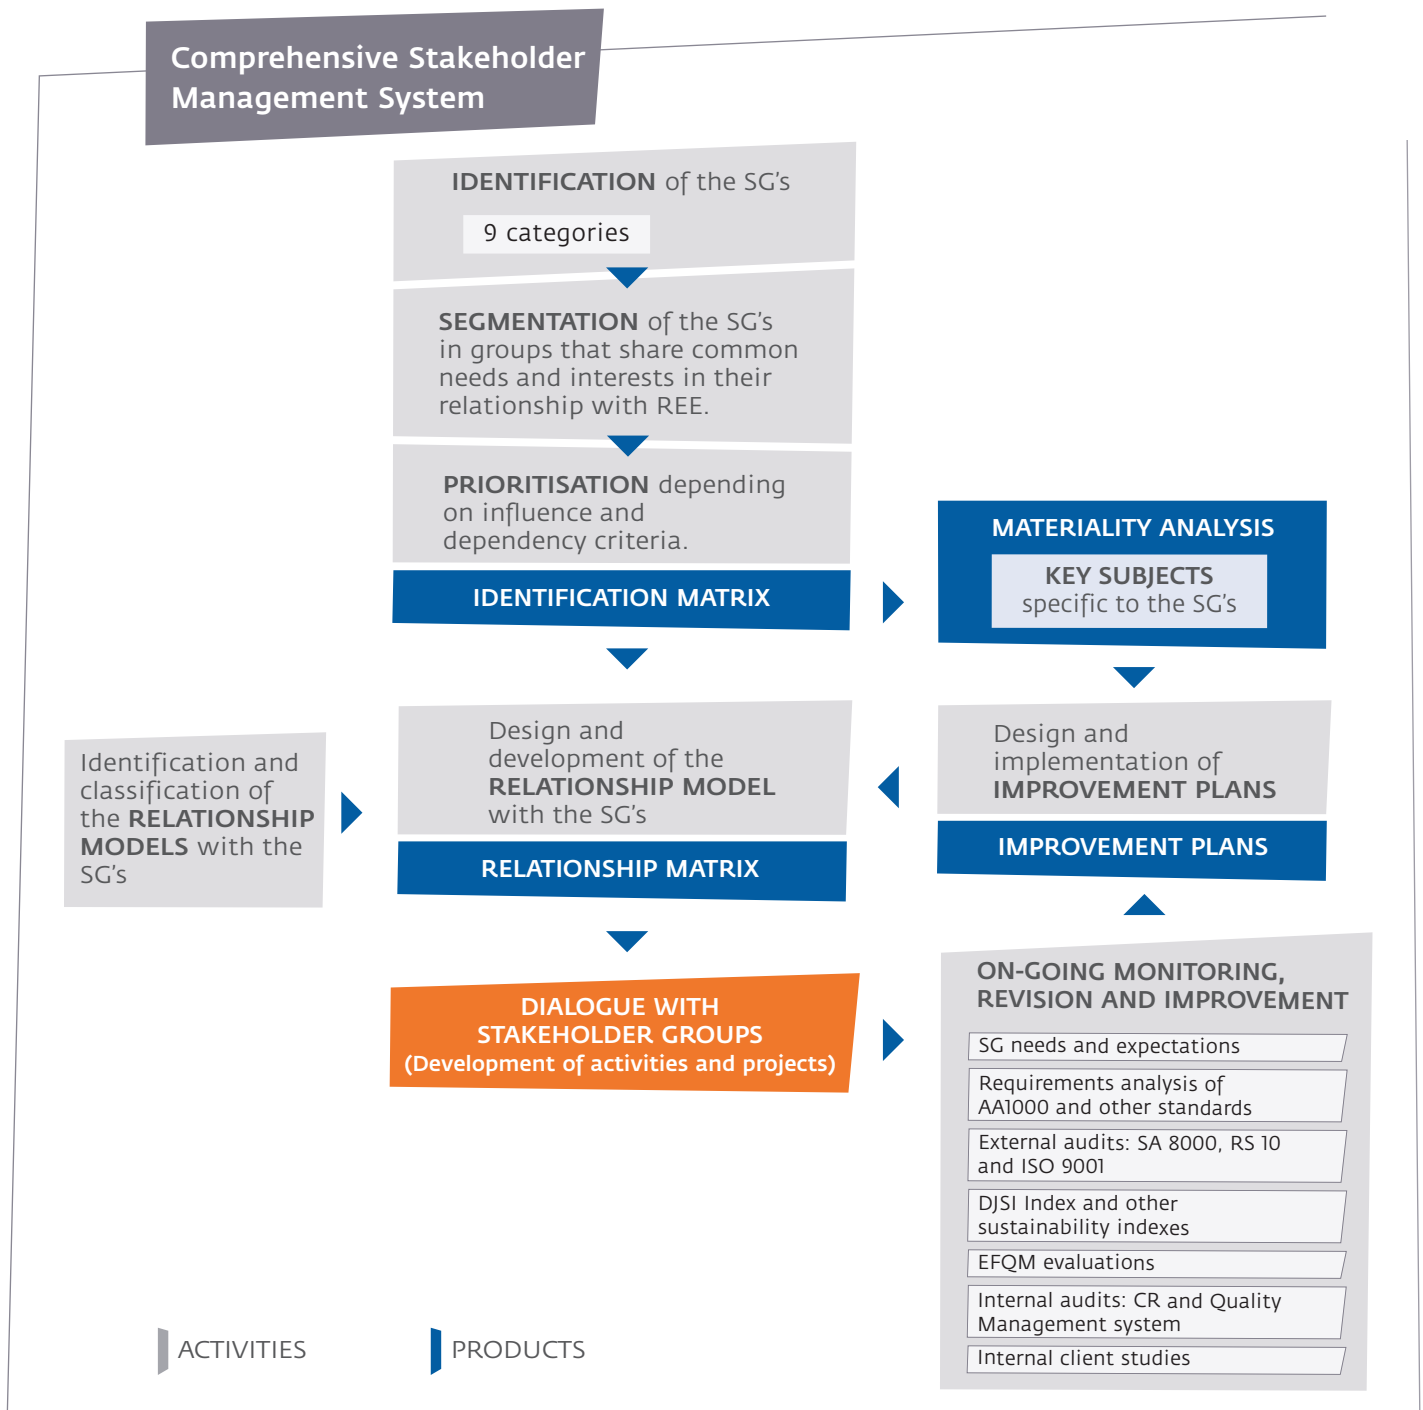 Comprehensive Stakeholder
Management System
IDENTIFICATION of the SG's
9 categories
SEGMENTATION of the SG's
in groups that share common
needs and interests in their
relationship with REE.
PRIORITISATION depending
on influence and
dependency criteria.
IDENTIFICATION MATRIX
MATERIALITY ANALYSIS
KEY SUBJECTS
specific to the SG's
Identification and
classification of
the RELATIONSHIP
MODELS with the
SG's
Design and
development of the
RELATIONSHIP MODEL
with the SG's
RELATIONSHIP MATRIX
Design and
implementation of
IMPROVEMENT PLANS
IMPROVEMENT PLANS
DIALOGUE WITH
STAKEHOLDER GROUPS
(Development of activities and projects)
ON-GOING MONITORING,
REVISION AND IMPROVEMENT
SG needs and expectations
Requirements analysis of
AA1000 and other standards
External audits: SA 8000, RS 10
and ISO 9001
DJSI Index and other
sustainability indexes
EFQM evaluations
Internal audits: CR and Quality
Management system
Internal client studies
ACTIVITIES
PRODUCTS